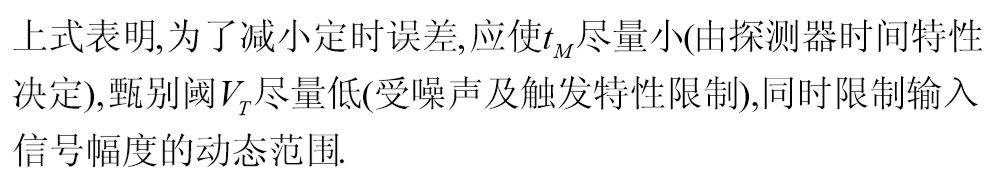 上式表明,为了减小定时误差,应使t_M尽量小(由探测器时间特性
决定),甄别阈V_T尽量低(受噪声及触发特性限制),同时限制输入
信号幅度的动态范围.